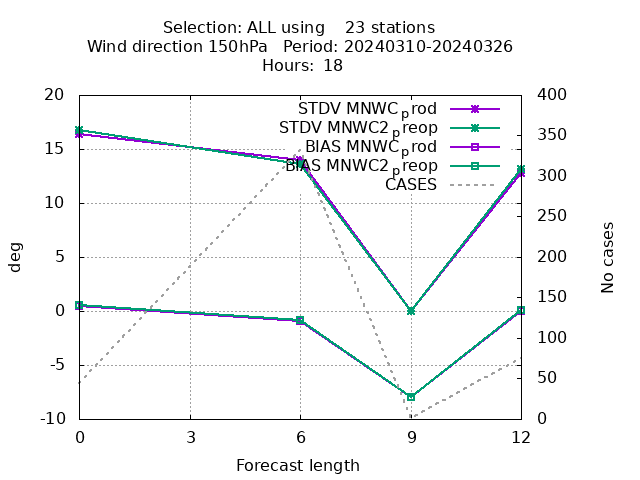 Selection: ALL using    23 stations
Wind direction 150hPa   Period: 20240310-20240326
Hours: 18
STDV MNWC_prod
STDV MNWC2_preop
BIAS MNWC_prod
BIAS MNWC2_preop
CASES
20
15
10
5
0
-5
-10
deg
400
350
300
250
200
150
100
50
0
No cases
0 3 6 9 12
Forecast length